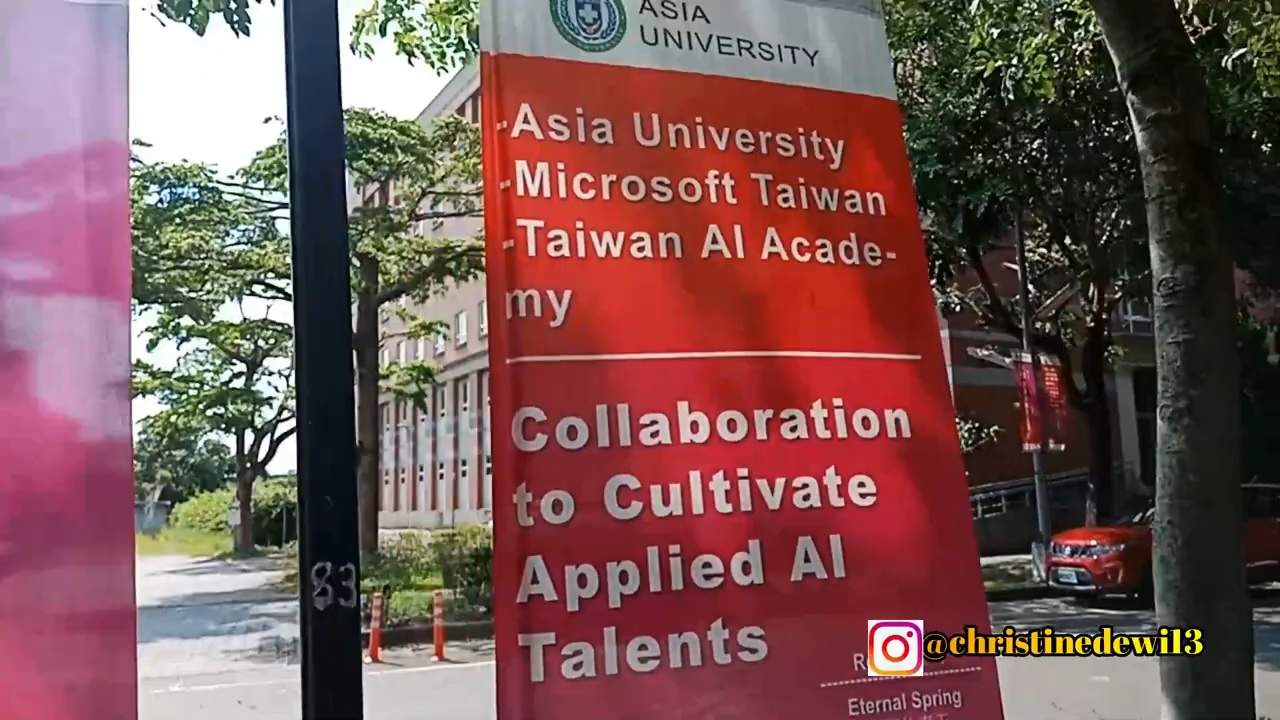 ASIA
UNIVERSITY
-Asia University
-Microsoft Taiwan
-Taiwan AI Acade-
my
Collaboration
to Cultivate
Applied AI
Talents
83
@christinedewi13
Eternal Spring